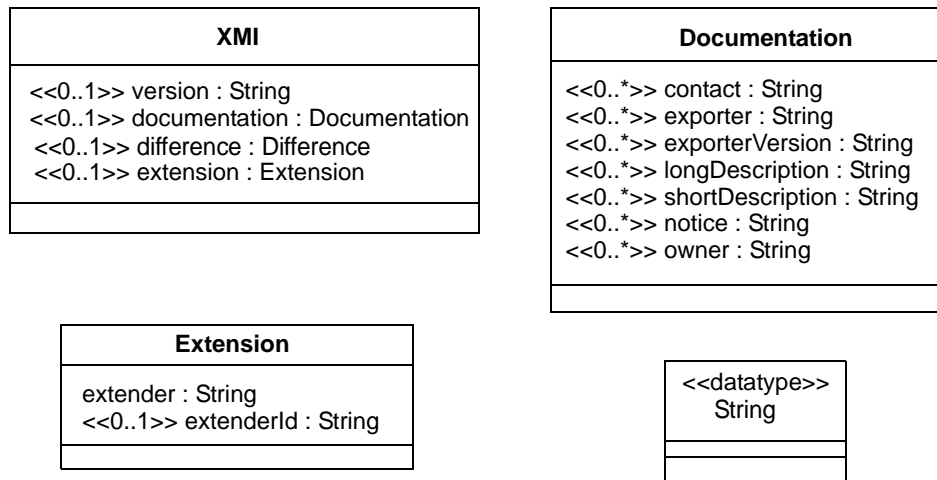 XMI
<<0..1>> version : String
<<0..1>> documentation : Documentation
<<0..1>> difference : Difference
<<0..1>> extension : Extension
Documentation
<<0..*>> contact : String
<<0..*>> exporter : String
<<0..*>> exporterVersion : String
<<0..*>> longDescription : String
<<0..*>> shortDescription : String
<<0..*>> notice : String
<<0..*>> owner : String
Extension
extender : String
<<0..1>> extenderId : String
<<datatype>>
String